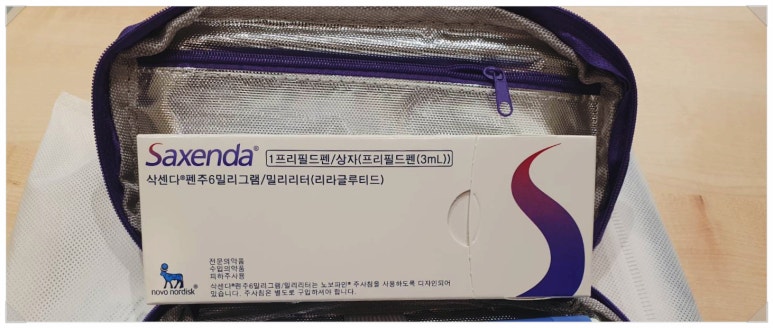 Saxenda® 1프리필드펜/상자(프리필드펜(3mL))
삭센다®펜주6밀리그램/밀리리터(리라글루티드)
전문의약품
수입의약품
피하주사용
삭센다®펜주6밀리그램/밀리리터는 노보파인® 주사침을 사용하도록 디자인되어
있습니다. 주사침은 별도로 구입하셔야 합니다.
novo nordisk®